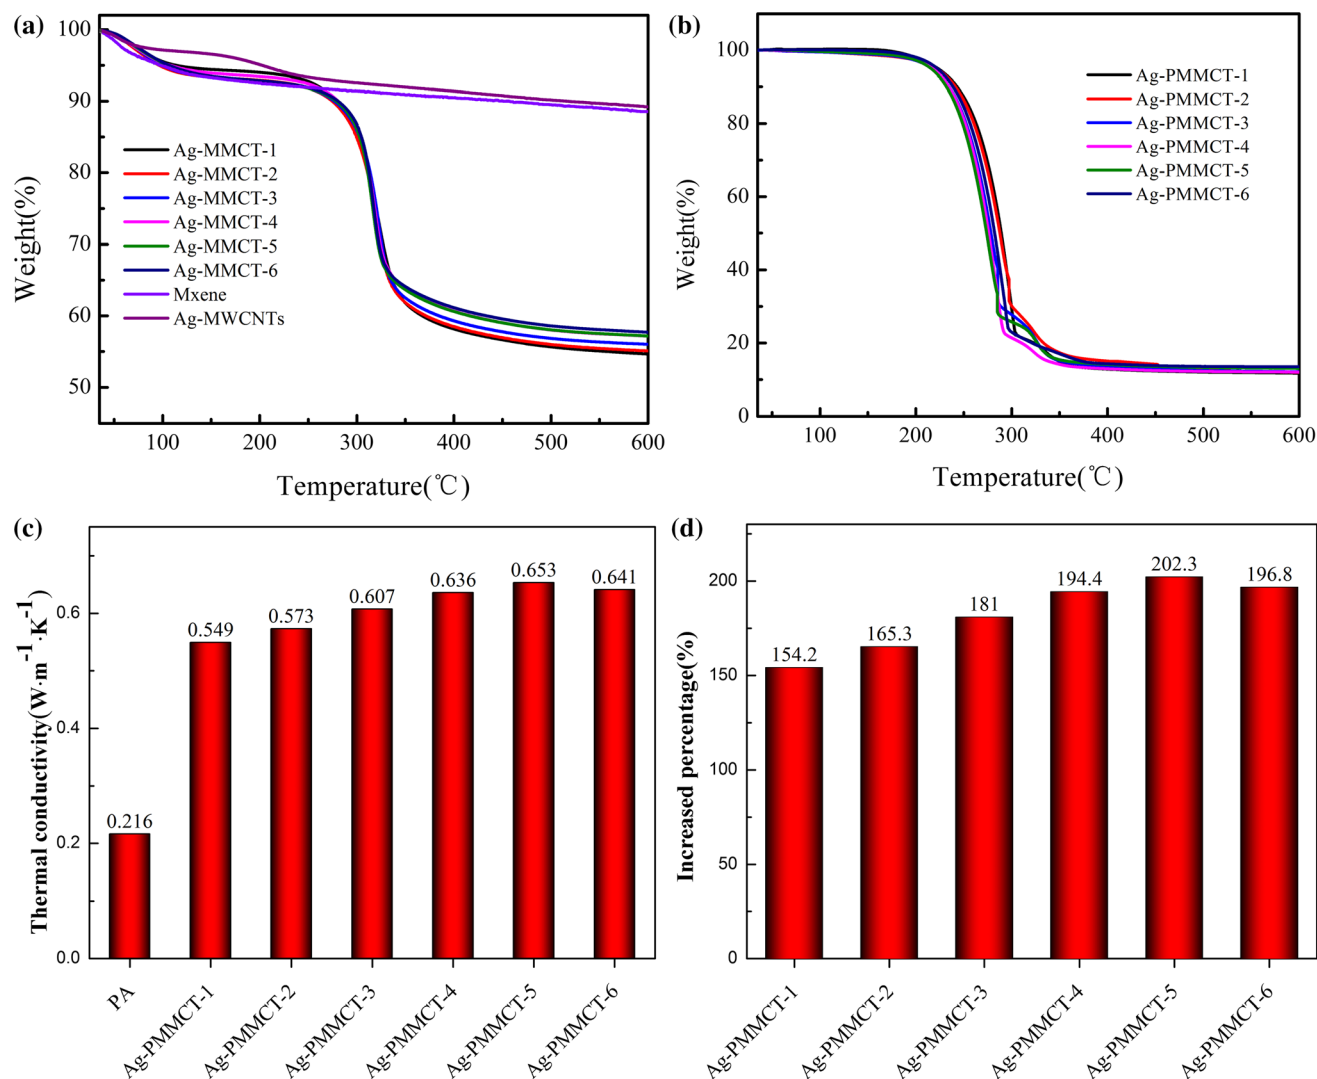 (a)
100
90
80
70
60
50
Weight(%)
Ag-MMCT-1
Ag-MMCT-2
Ag-MMCT-3
Ag-MMCT-4
Ag-MMCT-5
Ag-MMCT-6
Mxene
Ag-MWCNTs
100 200 300 400 500 600
Temperature(℃)
(b)
100
80
60
40
20
0
Weight(%)
Ag-PMMCT-1
Ag-PMMCT-2
Ag-PMMCT-3
Ag-PMMCT-4
Ag-PMMCT-5
Ag-PMMCT-6
100 200 300 400 500 600
Temperature(℃)
(c)
0.6
0.4
0.2
0.0
Thermal conductivity(W·m⁻¹·K⁻¹)
0.216
0.549
0.573
0.607
0.636
0.653
0.641
PA
Ag-PMMCT-1
Ag-PMMCT-2
Ag-PMMCT-3
Ag-PMMCT-4
Ag-PMMCT-5
Ag-PMMCT-6
(d)
200
150
100
50
0
Increased percentage(%)
154.2
165.3
181
194.4
202.3
196.8
Ag-PMMCT-1
Ag-PMMCT-2
Ag-PMMCT-3
Ag-PMMCT-4
Ag-PMMCT-5
Ag-PMMCT-6